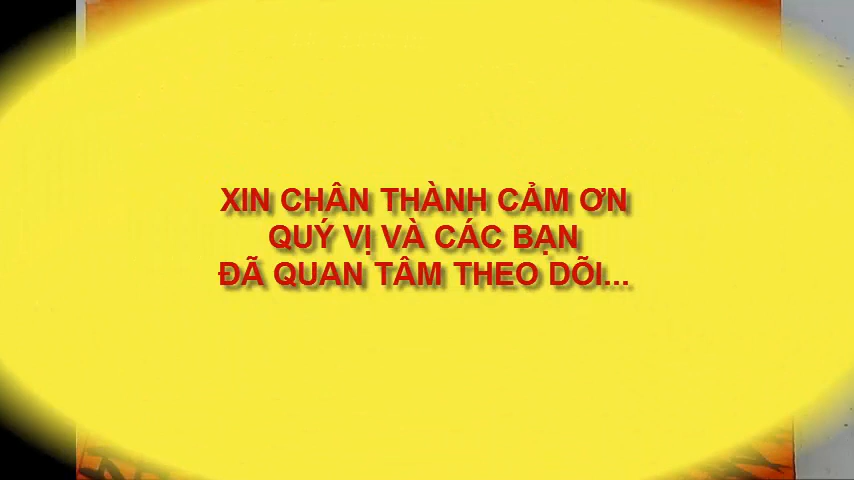 XIN CHÂN THÀNH CẢM ƠN
QUÝ VỊ VÀ CÁC BẠN
ĐÃ QUAN TÂM THEO DÕI...